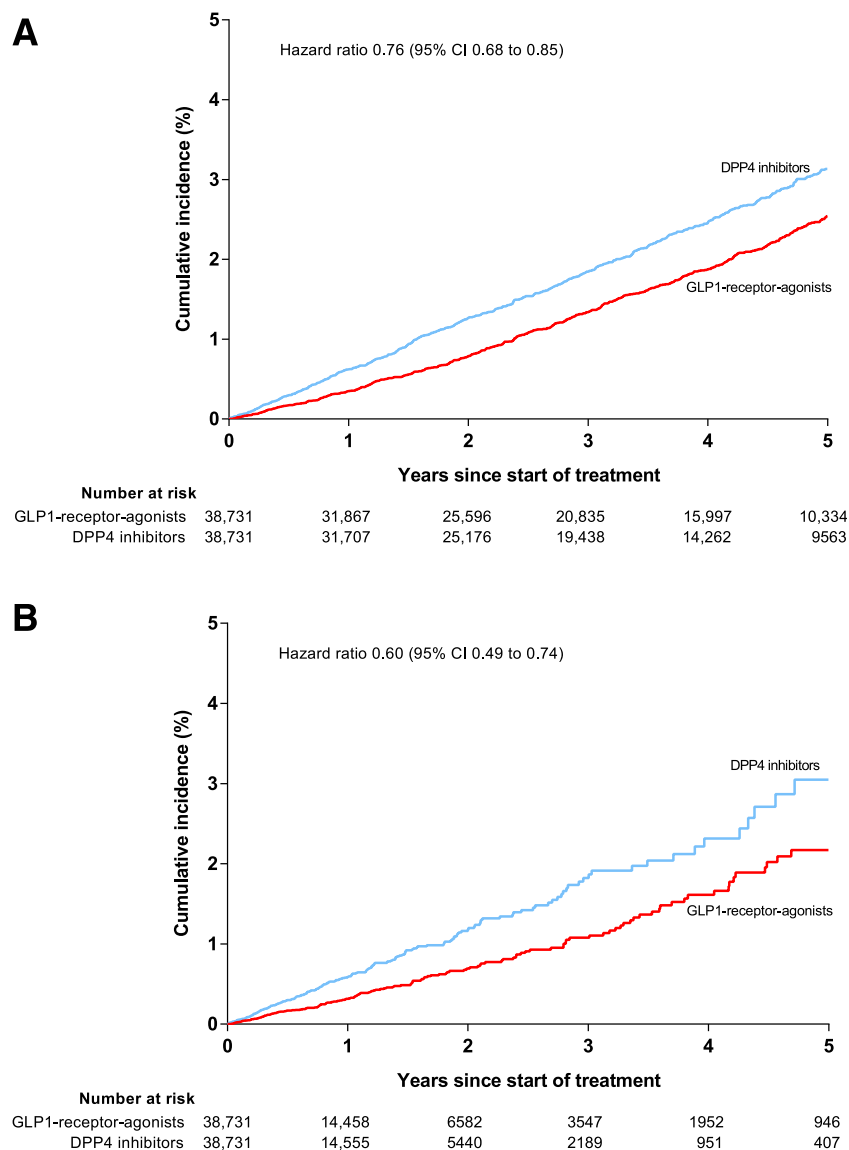 A
Hazard ratio 0.76 (95% CI 0.68 to 0.85)
Cumulative incidence (%)
5
4
3
2
1
0
DPP4 inhibitors
GLP1-receptor-agonists
0 1 2 3 4 5
Years since start of treatment
Number at risk
GLP1-receptor-agonists 38,731 31,867 25,596 20,835 15,997 10,334
DPP4 inhibitors 38,731 31,707 25,176 19,438 14,262 9563
B
Hazard ratio 0.60 (95% CI 0.49 to 0.74)
Cumulative incidence (%)
5
4
3
2
1
0
DPP4 inhibitors
GLP1-receptor-agonists
0 1 2 3 4 5
Years since start of treatment
Number at risk
GLP1-receptor-agonists 38,731 14,458 6582 3547 1952 946
DPP4 inhibitors 38,731 14,555 5440 2189 951 407